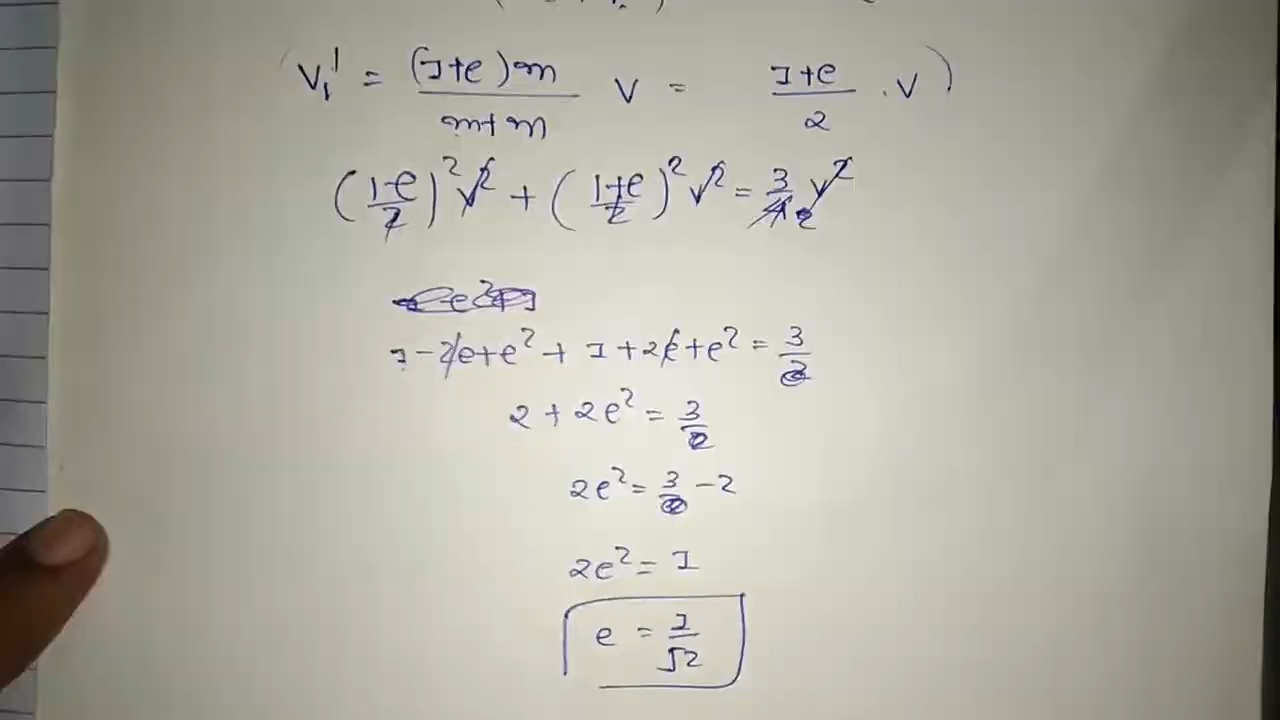 (V₁' = (1+e)m / m+m V = 1+e / 2 . V)
(1-e / 2)² V² + (1+e / 2)² V² = 3 / 4 2 V²
1 - 2e + e² + 1 + 2e + e² = 3 / 2
2 + 2e² = 3 / 2
2e² = 3 / 2 - 2
2e² = 1
e = 1 / √2